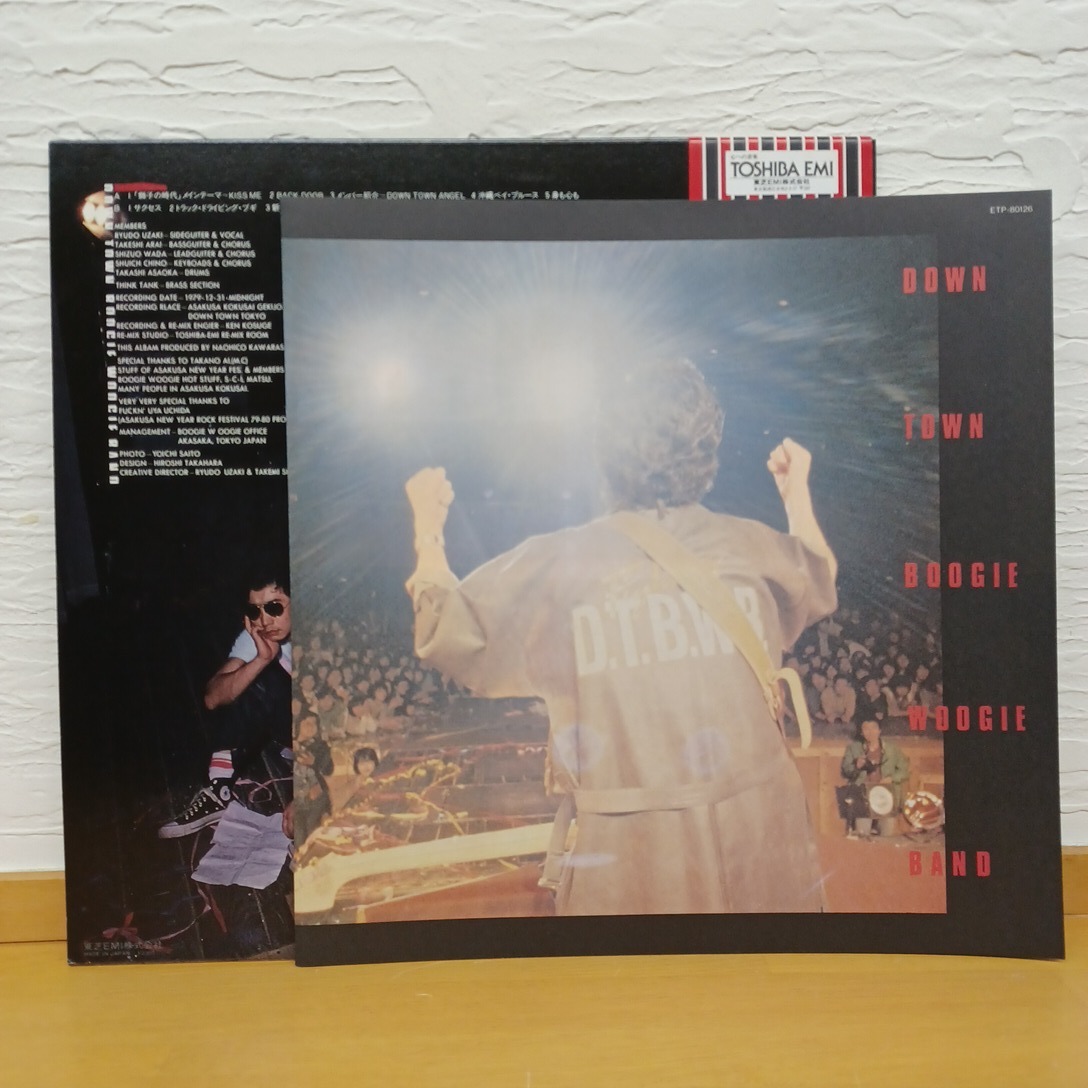 TOSHIBA EMI
東芝EMI株式会社
A 1「獅子の時代」メインテーマ~KISS ME 2 BACK DOOR 3 メンバー紹介~DOWN TOWN ANGEL 4 沖縄ベイ・ブルース 5 身も心も
B 1 サクセス 2 トラック・ドライビング・ブギ 3
MEMBERS
RYUDO UZAKI - SIDEGUITER & VOCAL
TAKESHI ARAI - BASSGUITER & CHORUS
SHIZUO WADA - LEADGUITER & CHORUS
SHUICH CHINO - KEYBOADS & CHORUS
TAKASHI ASAOKA - DRUMS
THINK TANK - BRASS SECTION
RECORDING DATE - 1979-12-31-MIDNIGHT
RECORDING RLACE - ASAKUSA KOKUSAI GEKIJO
DOWN TOWN TOKYO
RECORDING & RE-MIX ENGIER - KEN KOSUGE
RE-MIX STUDIO - TOSHIBA-EMI RE-MIX ROOM
THIS ALBUM PRODUCED BY NAOHICO KAWARAS
SPECIAL THANKS TO TAKANO AI(M.C)
STUFF OF ASAKUSA NEW YEAR FES & MEMBERS
BOOGIE WOOGIE HOT STUFF, S-C-L MATSU.
MANY PEOPLE IN ASAKUSA KOKUSAI.
VERY VERY SPECIAL THANKS TO
FUCKN' UYA UCHIDA
(ASAKUSA NEW YEAR ROCK FESTIVAL 79-80 PRO
MANAGEMENT - BOOGIE W OOGIE OFFICE
AKASAKA, TOKYO JAPAN
PHOTO - YOICHI SAITO
DESIGN - HIROSHI TAKAHARA
CREATIVE DIRECTOR - RYUDO UZAKI & TAKEMI S
東芝EMI株式会社
MADE IN JAPAN
ETP-80126
DOWN
TOWN
BOOGIE
WOOGIE
BAND
D.T.B.W.B.